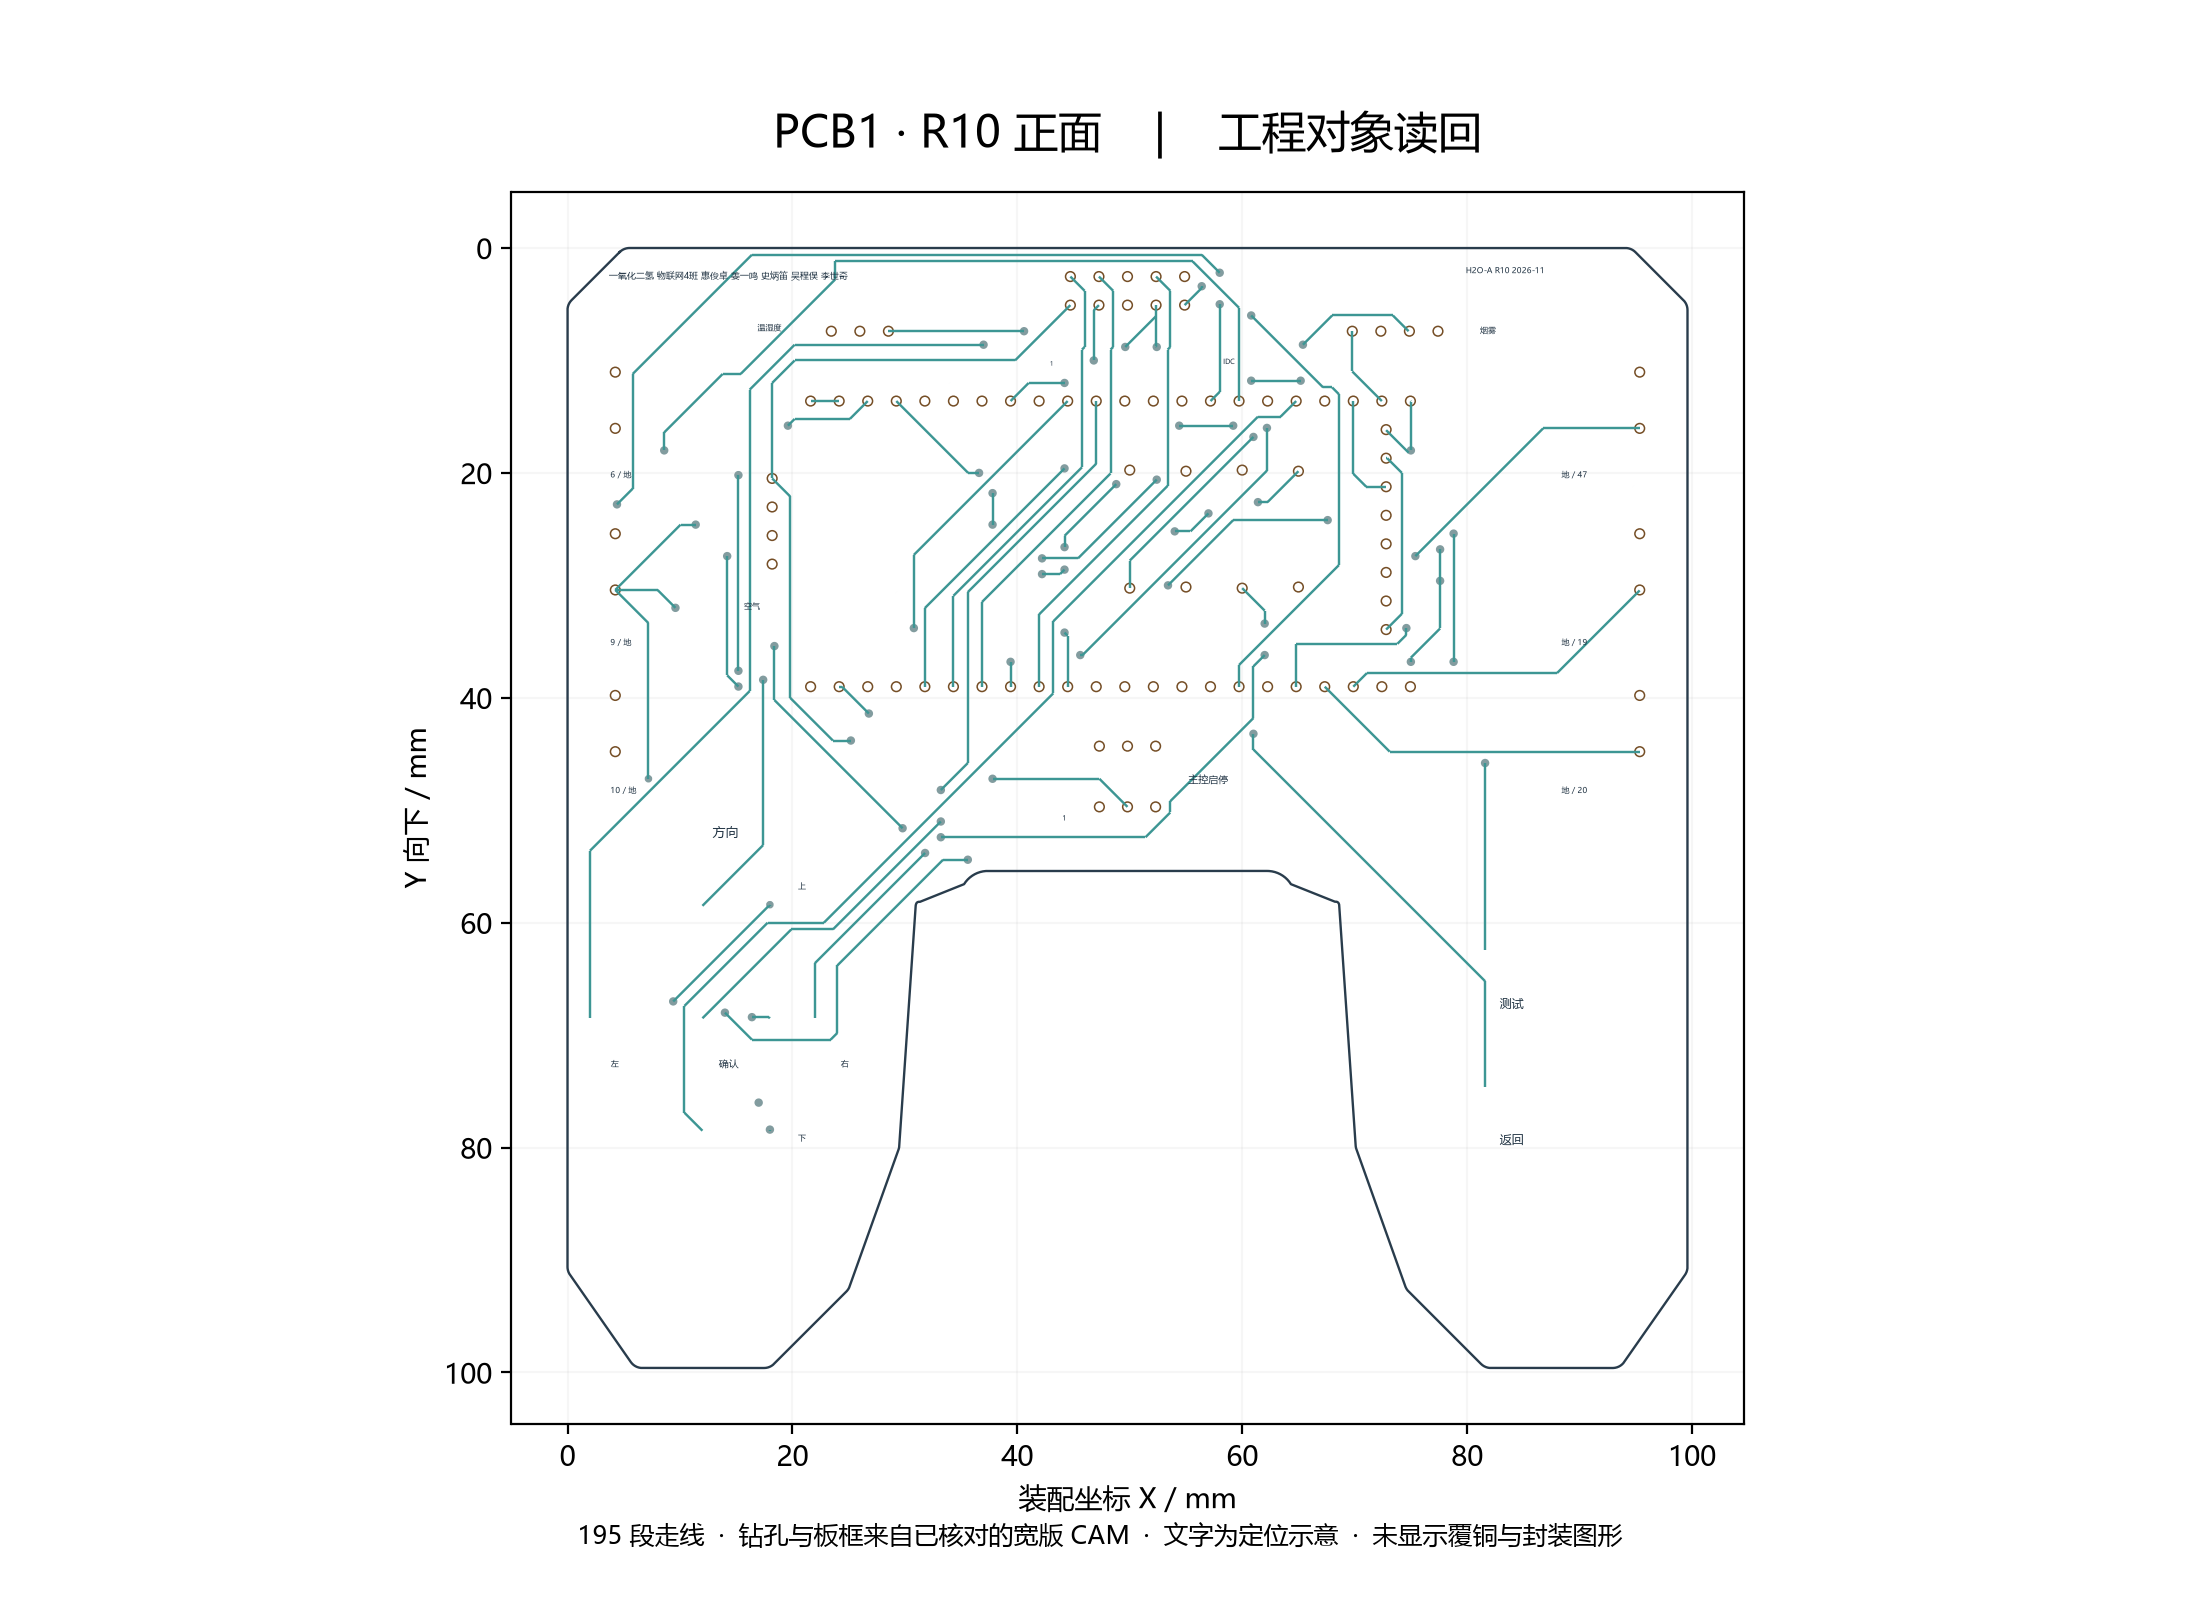 PCB1 · R10 正面 | 工程对象读回
一氧化二氢 物联网4班 惠俊卓 娄一鸣 史炳笛 吴程俣 李世奇
H2O-A R10 2026-11
温湿度
烟雾
1
IDC
6 / 地
地 / 47
空气
9 / 地
地 / 19
主控启停
10 / 地
地 / 20
1
方向
上
测试
左
确认
右
下
返回
0
20
40
60
80
100
Y 向下 / mm
0 20 40 60 80 100
装配坐标 X / mm
195 段走线 · 钻孔与板框来自已核对的宽版 CAM · 文字为定位示意 · 未显示覆铜与封装图形